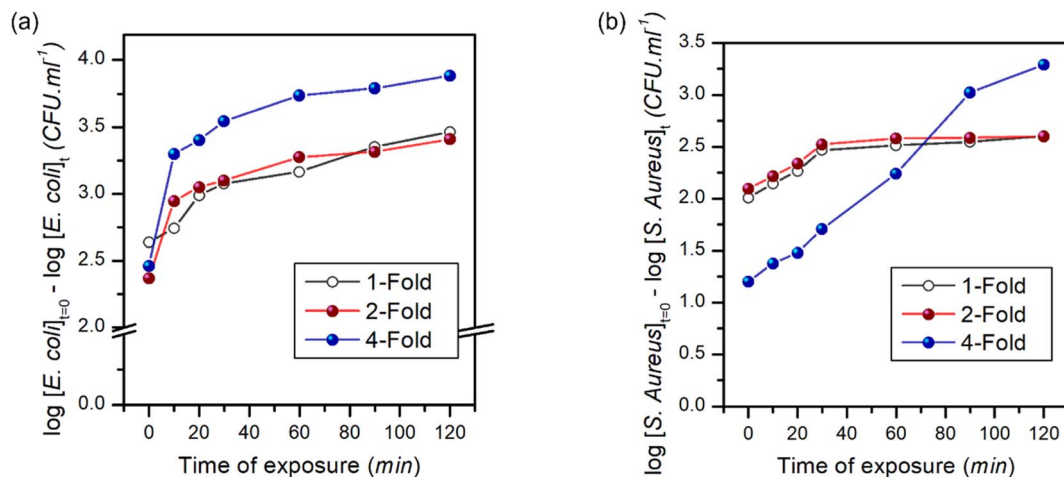 (a)
log [E. coli]t=0 - log [E. coli]t (CFU.ml-1)
4.0
3.5
3.0
2.5
2.0
0.0
0 20 40 60 80 100 120
Time of exposure (min)
1-Fold
2-Fold
4-Fold
(b)
log [S. Aureus]t=0 - log [S. Aureus]t (CFU.ml-1)
3.5
3.0
2.5
2.0
1.5
1.0
0.5
0.0
0 20 40 60 80 100 120
Time of exposure (min)
1-Fold
2-Fold
4-Fold